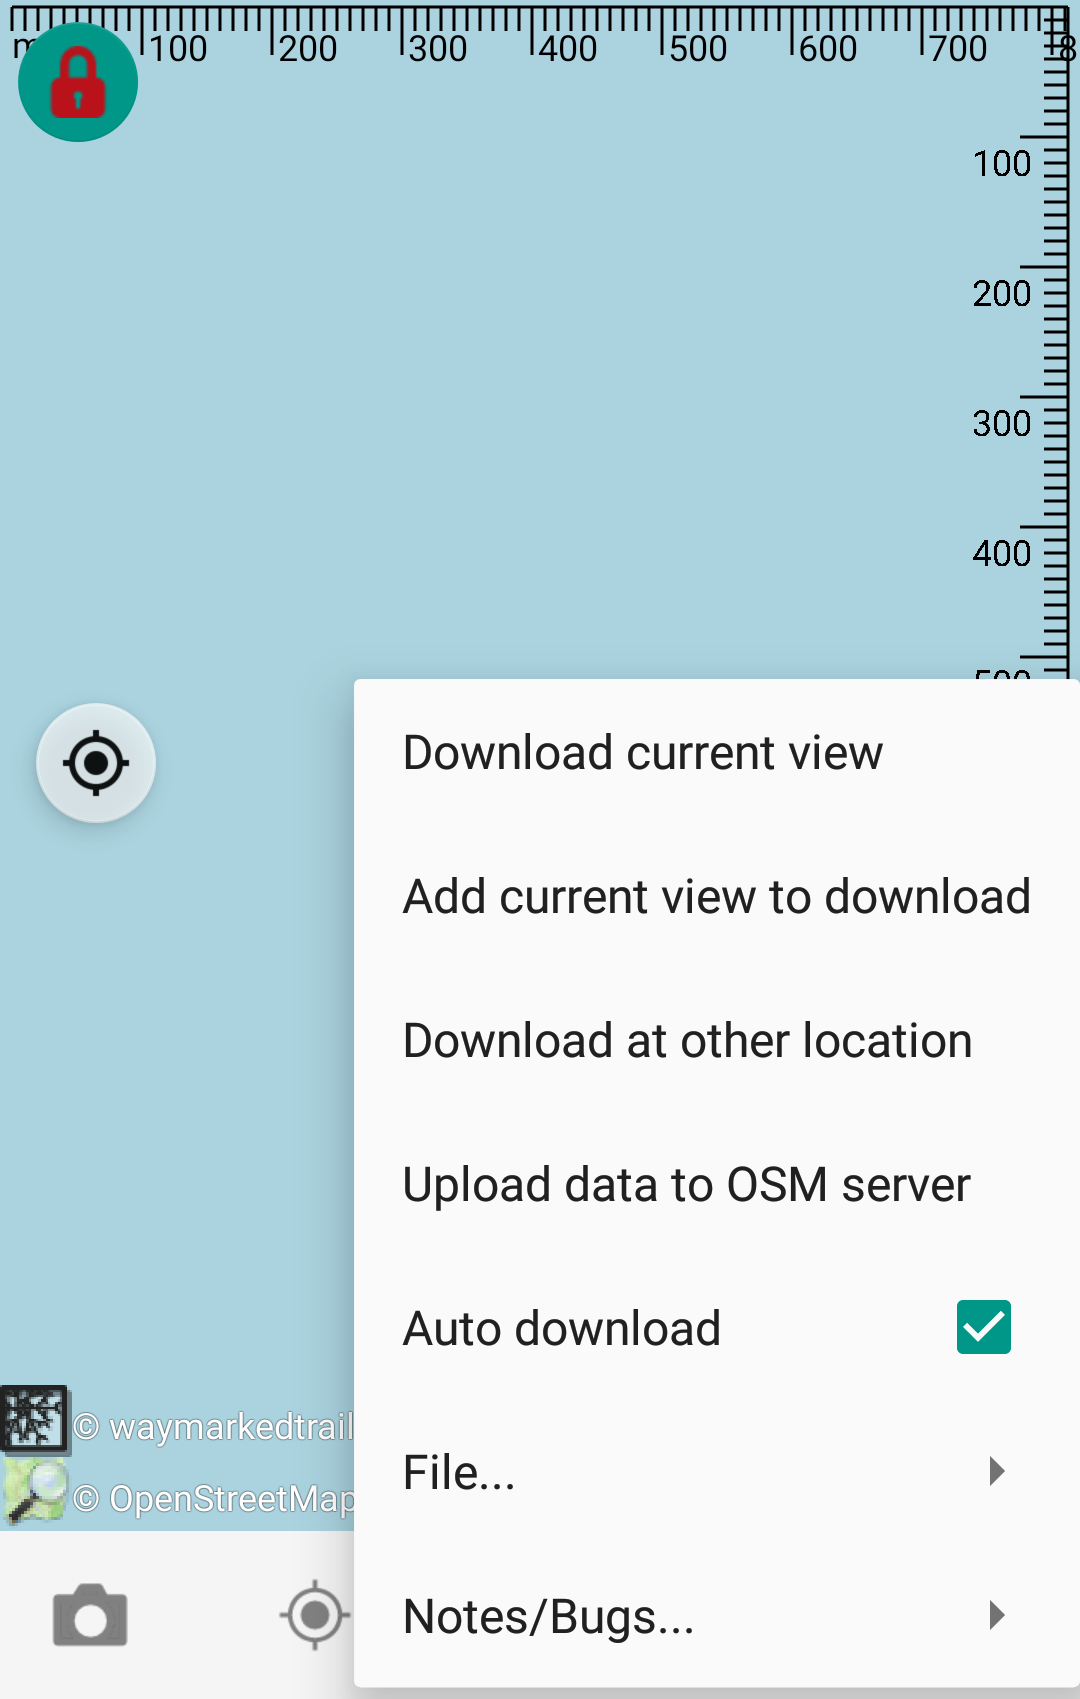 m 100 200 300 400 500 600 700 8
100
200
300
400
500
Download current view
Add current view to download
Download at other location
Upload data to OSM server
Auto download
© waymarkedtrail
File...
© OpenStreetMap
Notes/Bugs...